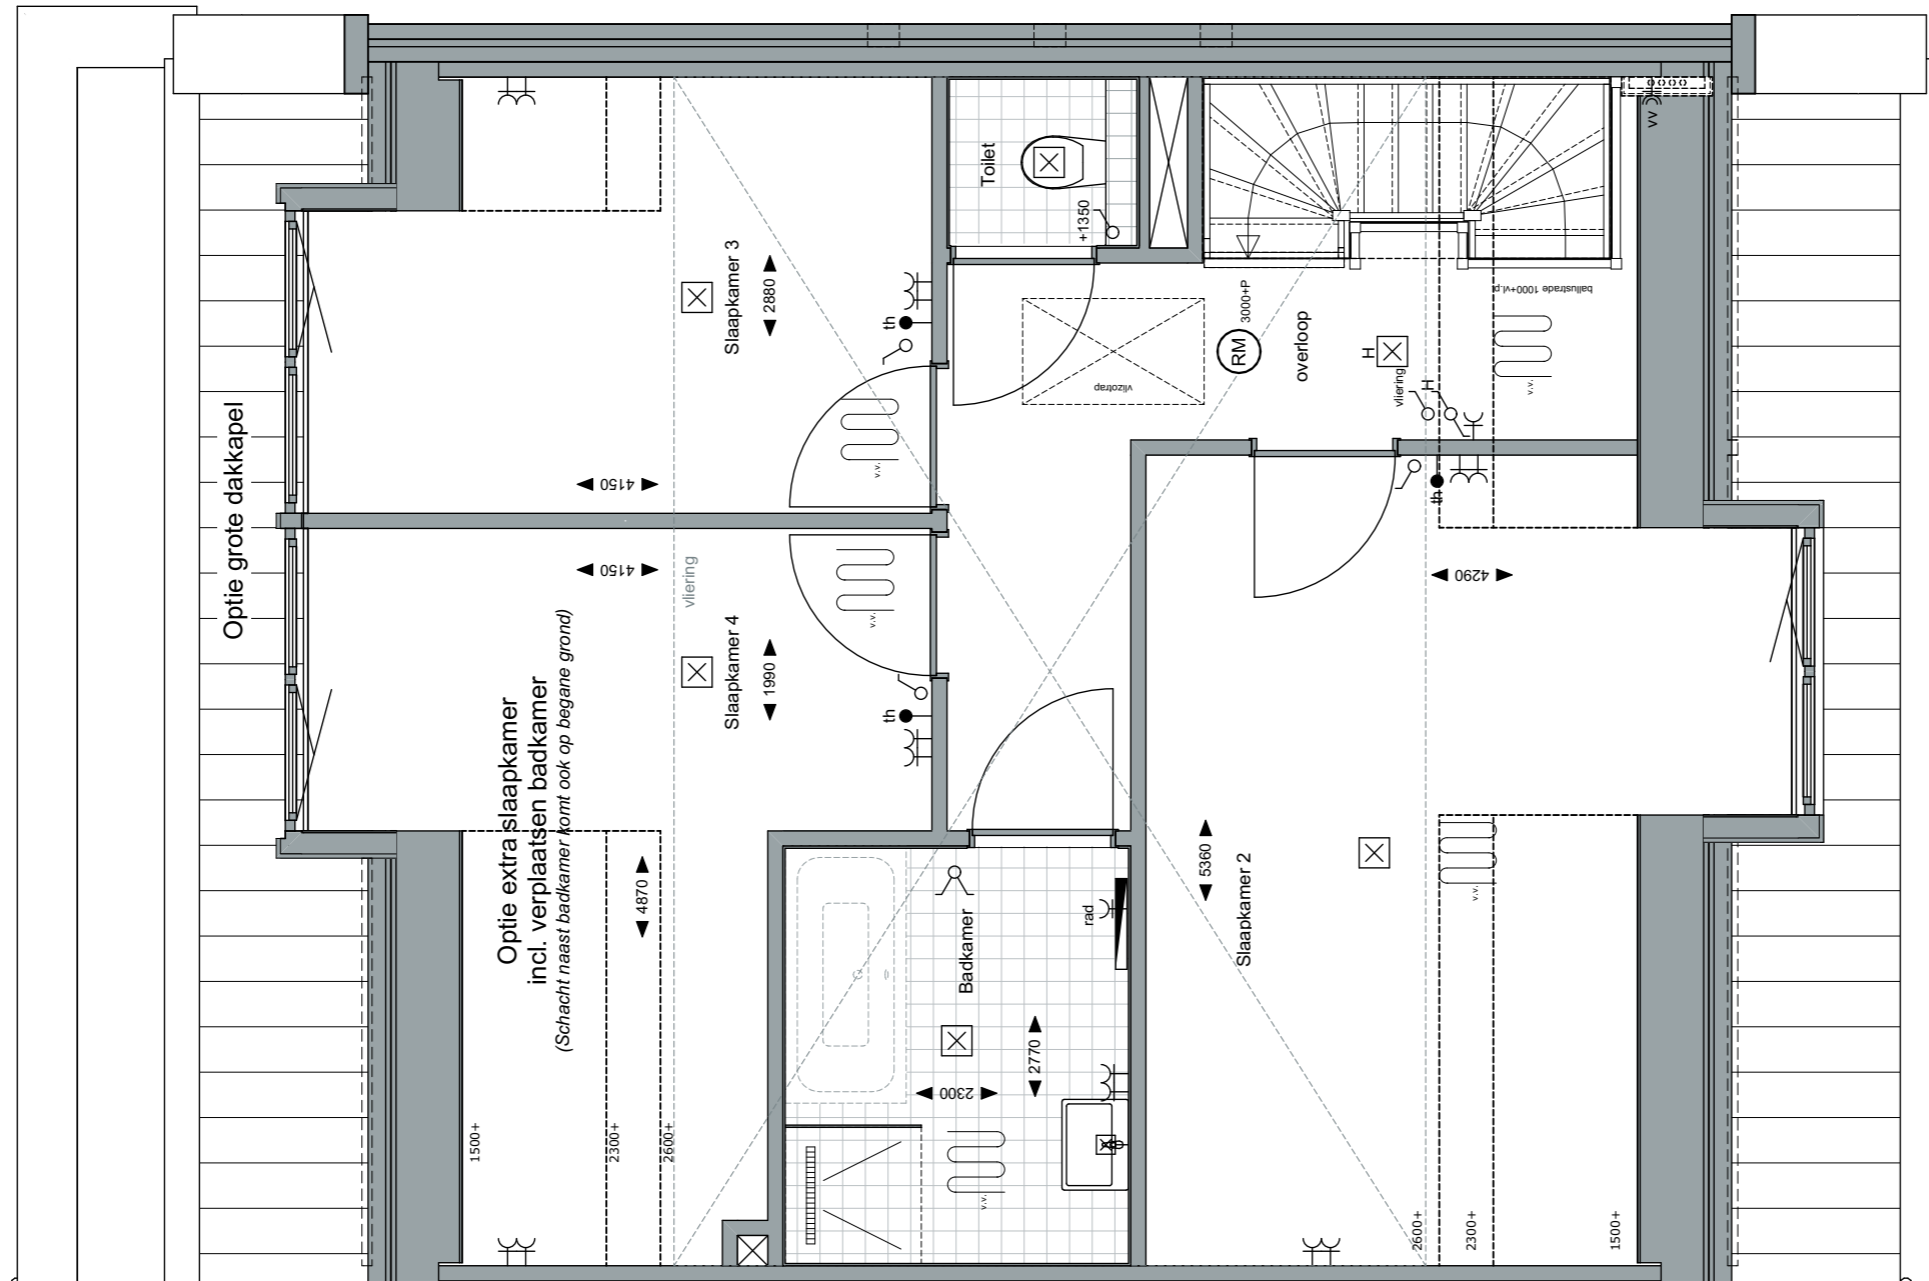 Optie grote dakkapel
Optie extra slaapkamer
incl. verplaatsen badkamer
(Schacht naast badkamer komt ook op begane grond)
Slaapkamer 3
2880
4150
th
v.v.
Slaapkamer 4
1990
4150
vliering
th
v.v.
4870
1500+
2300+
2600+
Toilet
+1350
vlizotrap
RM
3000+P
overloop
H
vliering
H
ballustrade 1000+vl.p.
v.v.
vv
th
4290
5360
Slaapkamer 2
v.v.
2600+
2300+
1500+
Badkamer
rad
2770
2300
v.v.